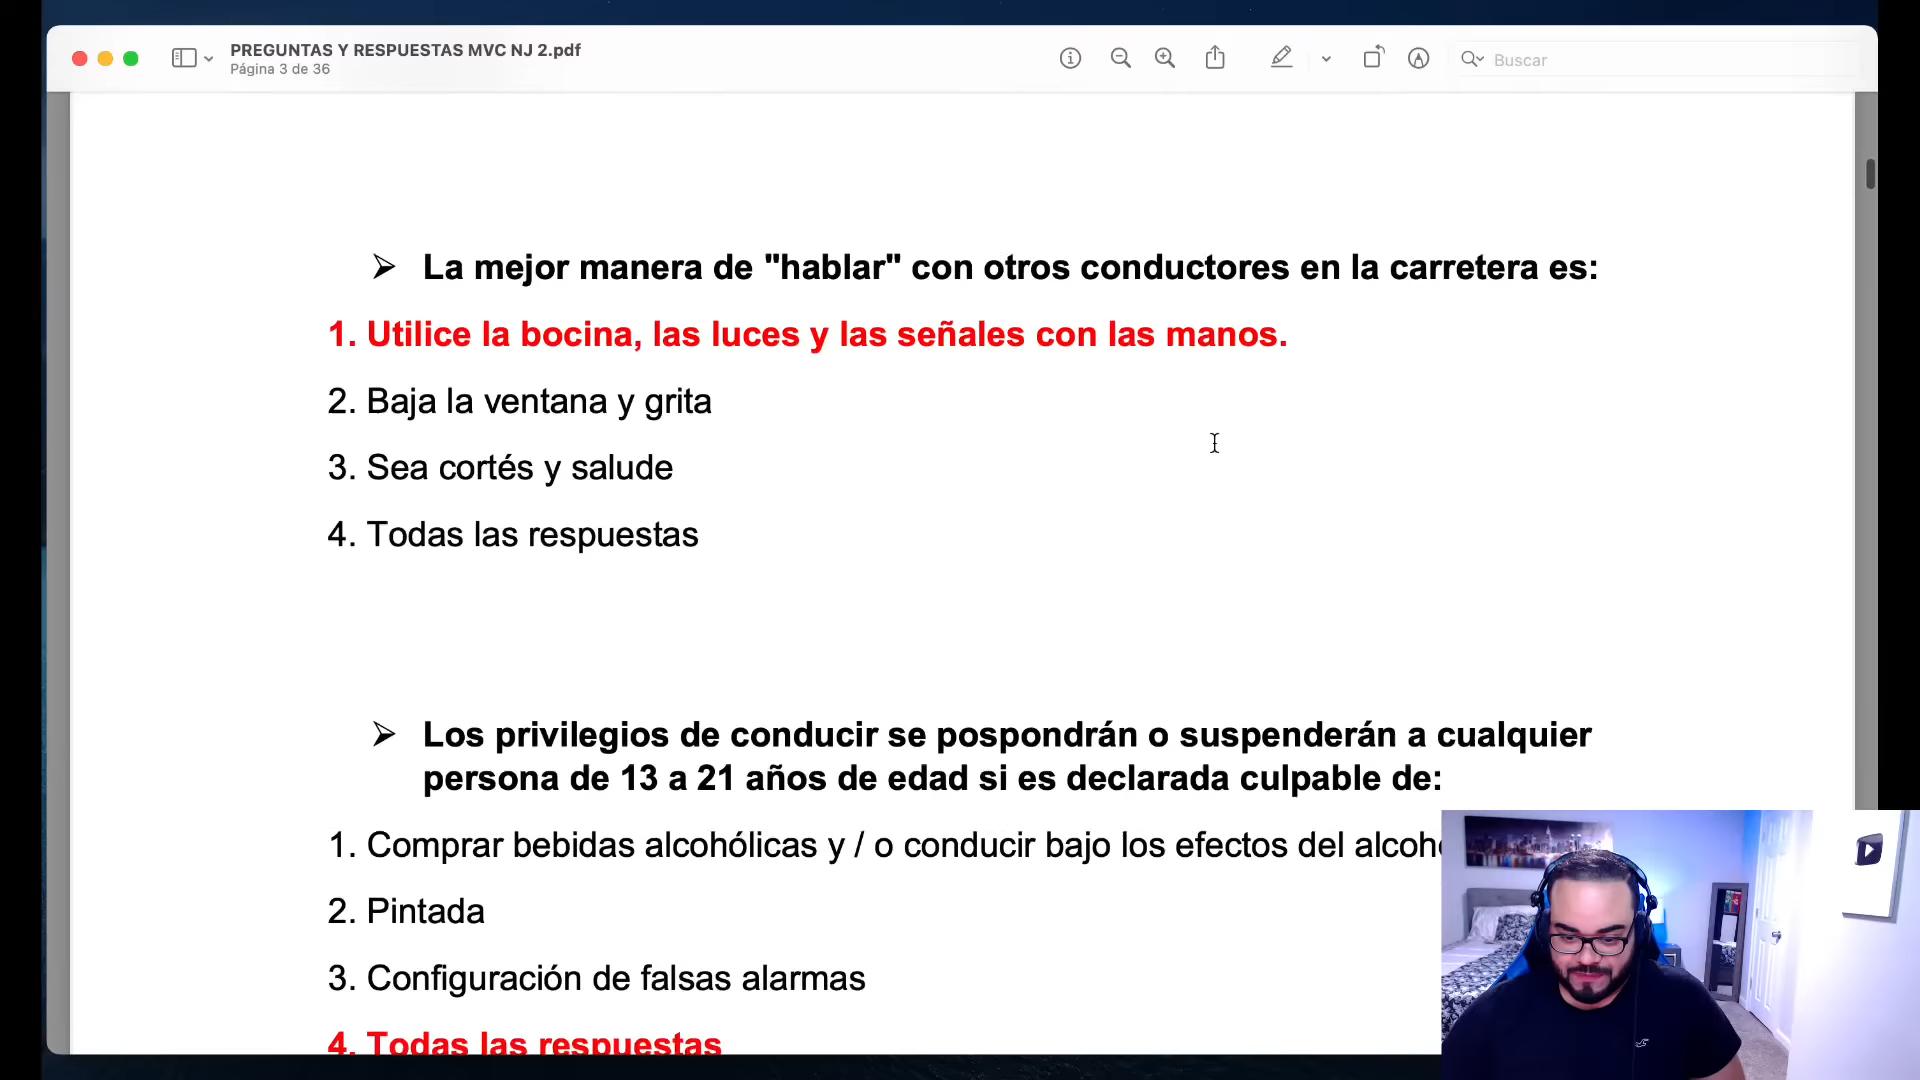 PREGUNTAS Y RESPUESTAS MVC NJ 2.pdf
Página 3 de 36
Buscar
➢ La mejor manera de "hablar" con otros conductores en la carretera es:
1. Utilice la bocina, las luces y las señales con las manos.
2. Baja la ventana y grita
3. Sea cortés y salude
4. Todas las respuestas
➢ Los privilegios de conducir se pospondrán o suspenderán a cualquier
persona de 13 a 21 años de edad si es declarada culpable de:
1. Comprar bebidas alcohólicas y / o conducir bajo los efectos del alcoho
2. Pintada
3. Configuración de falsas alarmas
4. Todas las respuestas